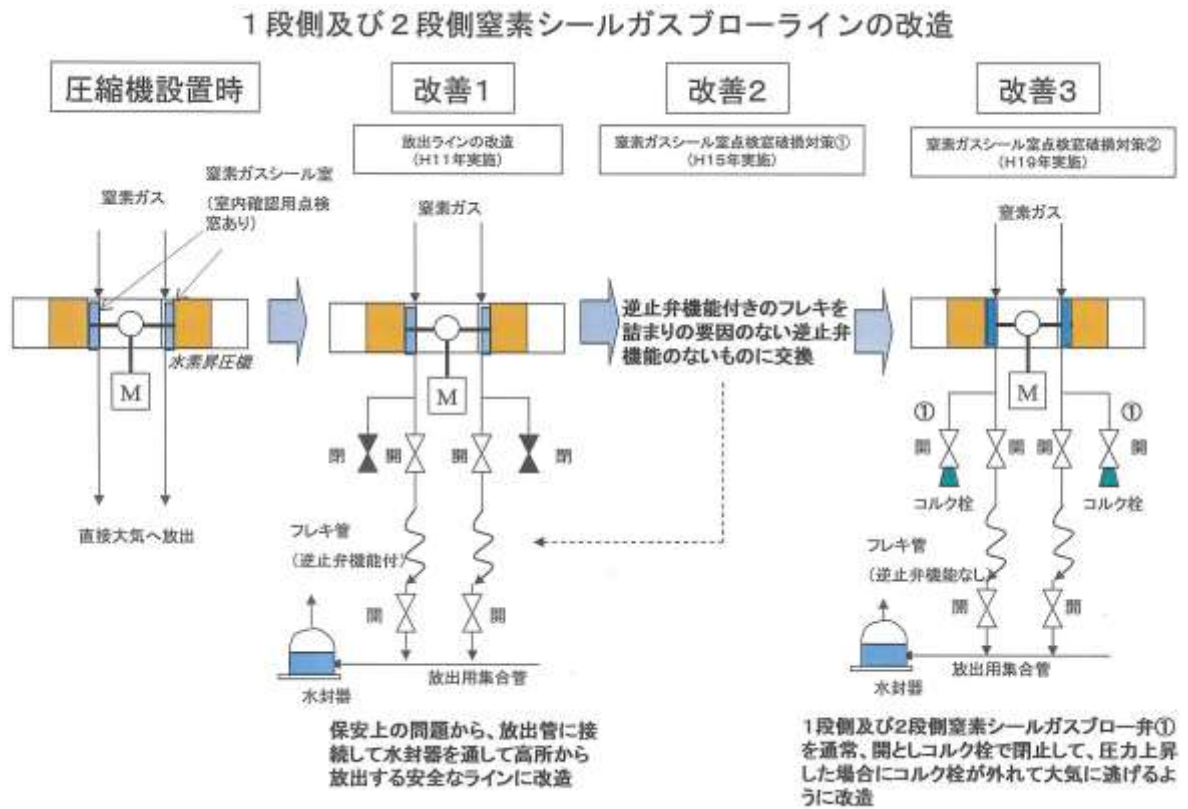 １段側及び２段側窒素シールガスブローラインの改造
圧縮機設置時
窒素ガス
窒素ガスシール室
（室内確認用点検
窓あり）
水素昇圧機
M
直接大気へ放出
改善１
放出ラインの改造
（H11年実施）
窒素ガス
M
閉
開
開
閉
フレキ管
（逆止弁機能付）
開
開
水封器
放出用集合管
保安上の問題から、放出管に接
続して水封器を通して高所から
放出する安全なラインに改造
改善２
窒素ガスシール室点検窓破損対策①
（H15年実施）
逆止弁機能付きのフレキを
詰まりの要因のない逆止弁
機能のないものに交換
改善３
窒素ガスシール室点検窓破損対策②
（H19年実施）
窒素ガス
M
①
①
開
開
開
開
コルク栓
コルク栓
フレキ管
（逆止弁機能なし）
開
開
水封器
放出用集合管
１段側及び２段側窒素シールガスブロー弁①
を通常、開としコルク栓で閉止して、圧力上昇
した場合にコルク栓が外れて大気に逃げるよ
うに改造